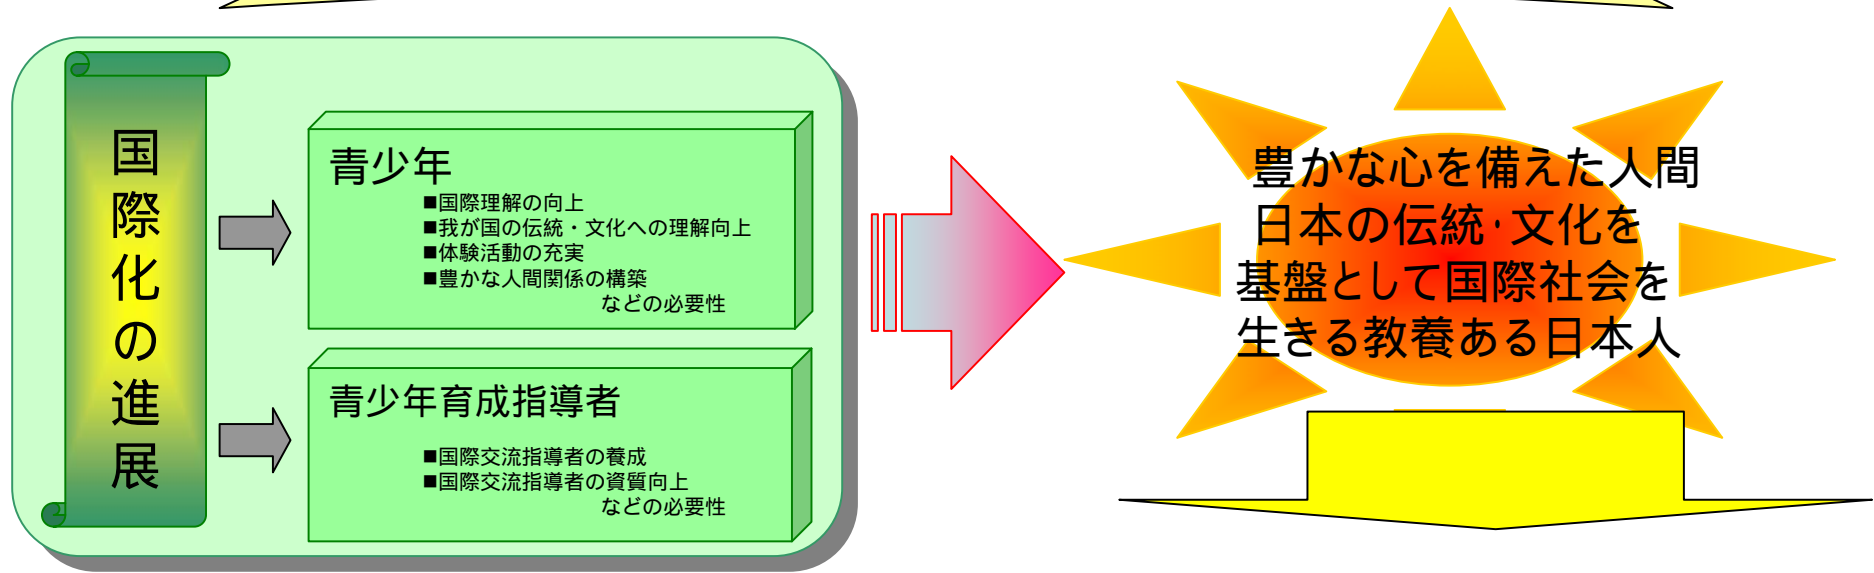 国際化の進展
青少年
■国際理解の向上
■我が国の伝統・文化への理解向上
■体験活動の充実
■豊かな人間関係の構築
などの必要性
青少年育成指導者
■国際交流指導者の養成
■国際交流指導者の資質向上
などの必要性
豊かな心を備えた人間
日本の伝統・文化を
基盤として国際社会を
生きる教養ある日本人